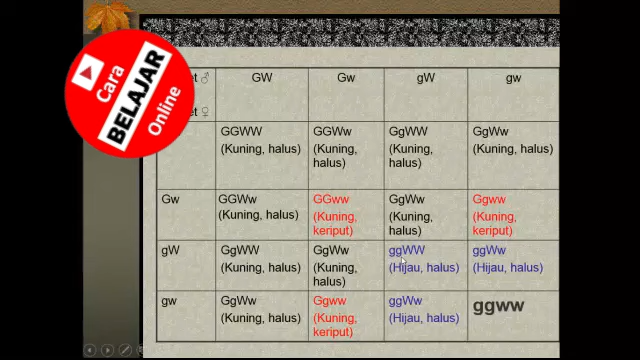 Cara
BELAJAR
Online
et ♂
et ♀
GW
Gw
gW
gw
GGWW
(Kuning, halus)
GGWw
(Kuning,
halus)
GgWW
(Kuning,
halus)
GgWw
(Kuning, halus)
Gw
GGWw
(Kuning, halus)
GGww
(Kuning,
keriput)
GgWw
(Kuning,
halus)
Ggww
(Kuning,
keriput)
gW
GgWW
(Kuning, halus)
GgWw
(Kuning,
halus)
ggWW
(Hijau, halus)
ggWw
(Hijau, halus)
gw
GgWw
(Kuning, halus)
Ggww
(Kuning,
keriput)
ggWw
(Hijau, halus)
ggww